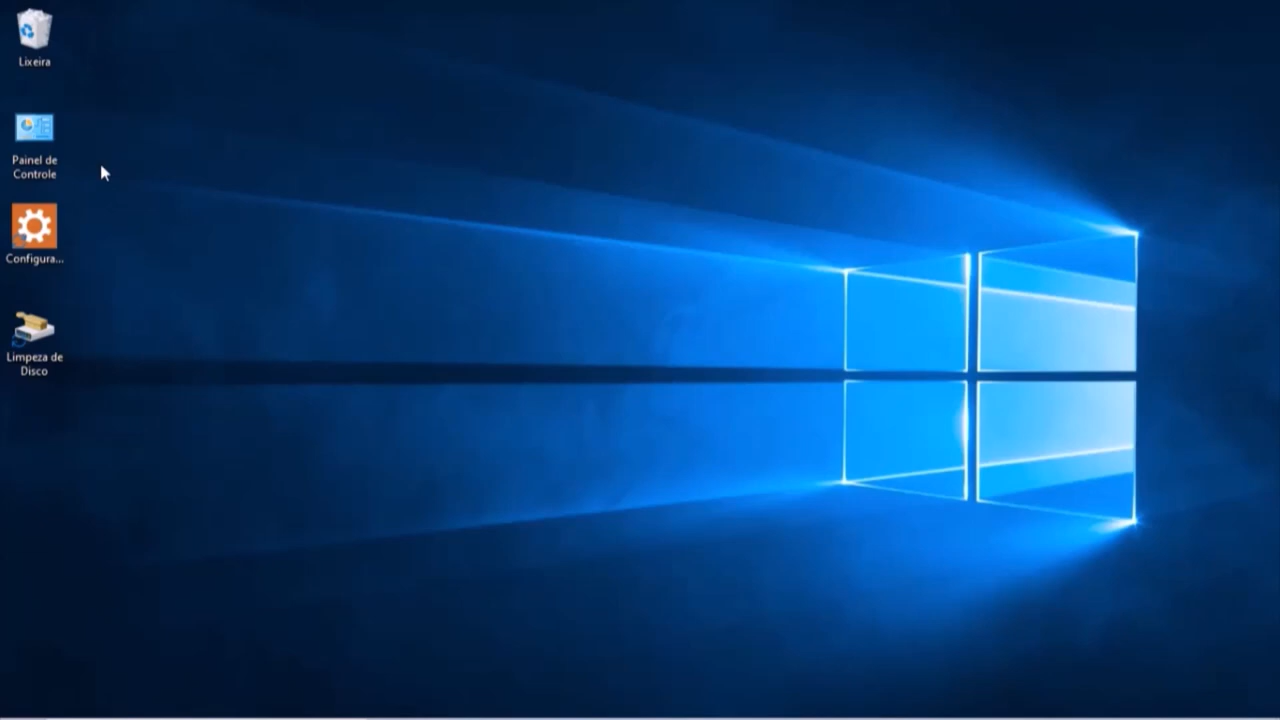 Lixeira
Painel de
Controle
Configura...
Limpeza de
Disco